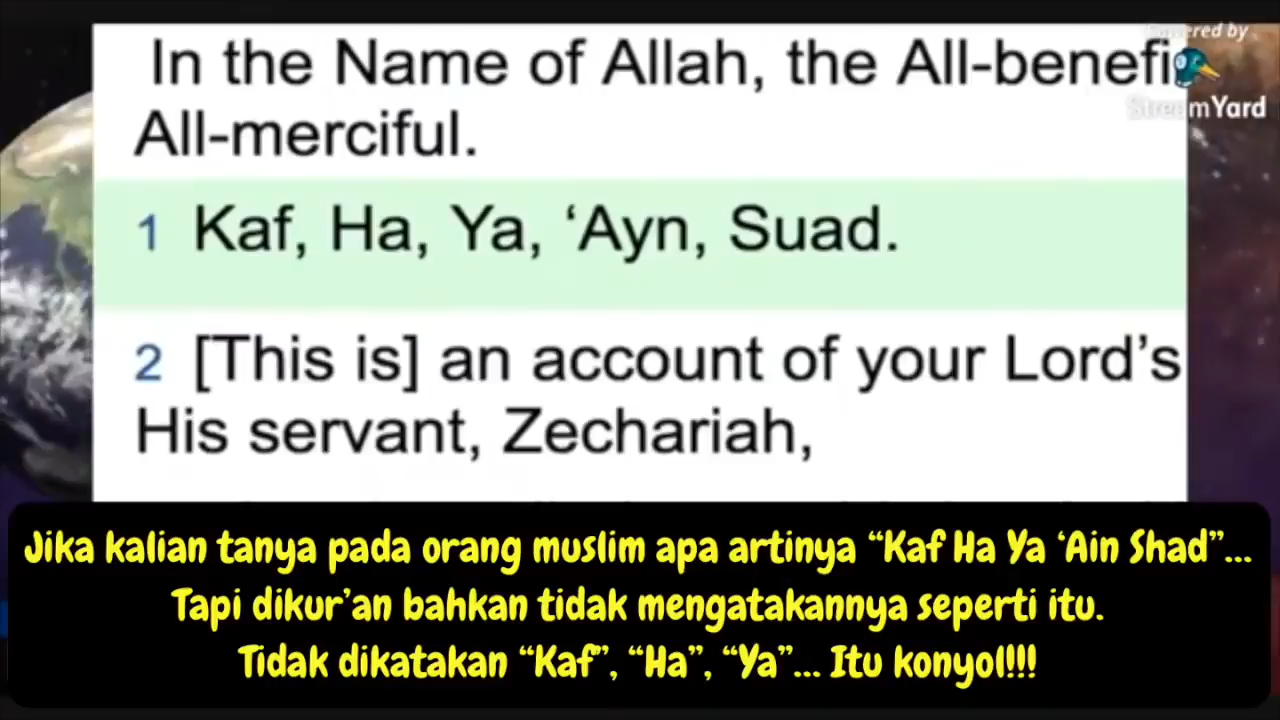 Powered by
StreamYard
In the Name of Allah, the All-benefi
All-merciful.
1 Kaf, Ha, Ya, ‘Ayn, Suad.
2 [This is] an account of your Lord’s
His servant, Zechariah,
Jika kalian tanya pada orang muslim apa artinya “Kaf Ha Ya ‘Ain Shad”...
Tapi dikur’an bahkan tidak mengatakannya seperti itu.
Tidak dikatakan “Kaf”, “Ha”, “Ya”... Itu konyol!!!